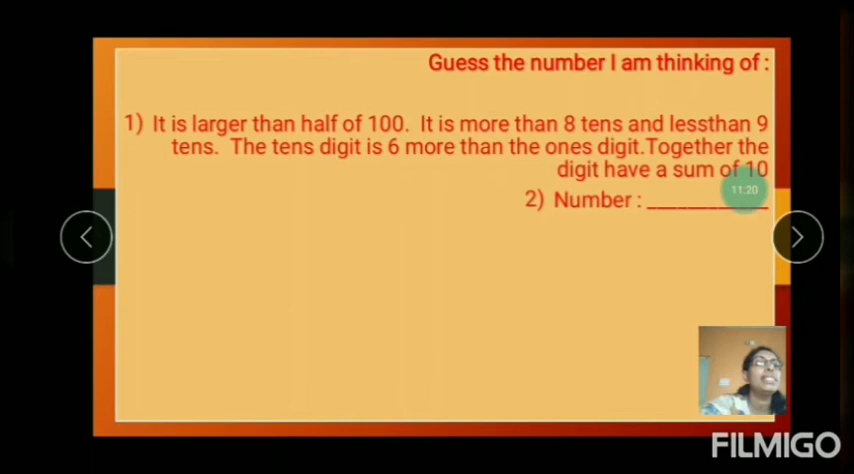 Guess the number I am thinking of :
1) It is larger than half of 100. It is more than 8 tens and lessthan 9
tens. The tens digit is 6 more than the ones digit.Together the
digit have a sum of 10
11:20
2) Number : ____________
FILMIGO